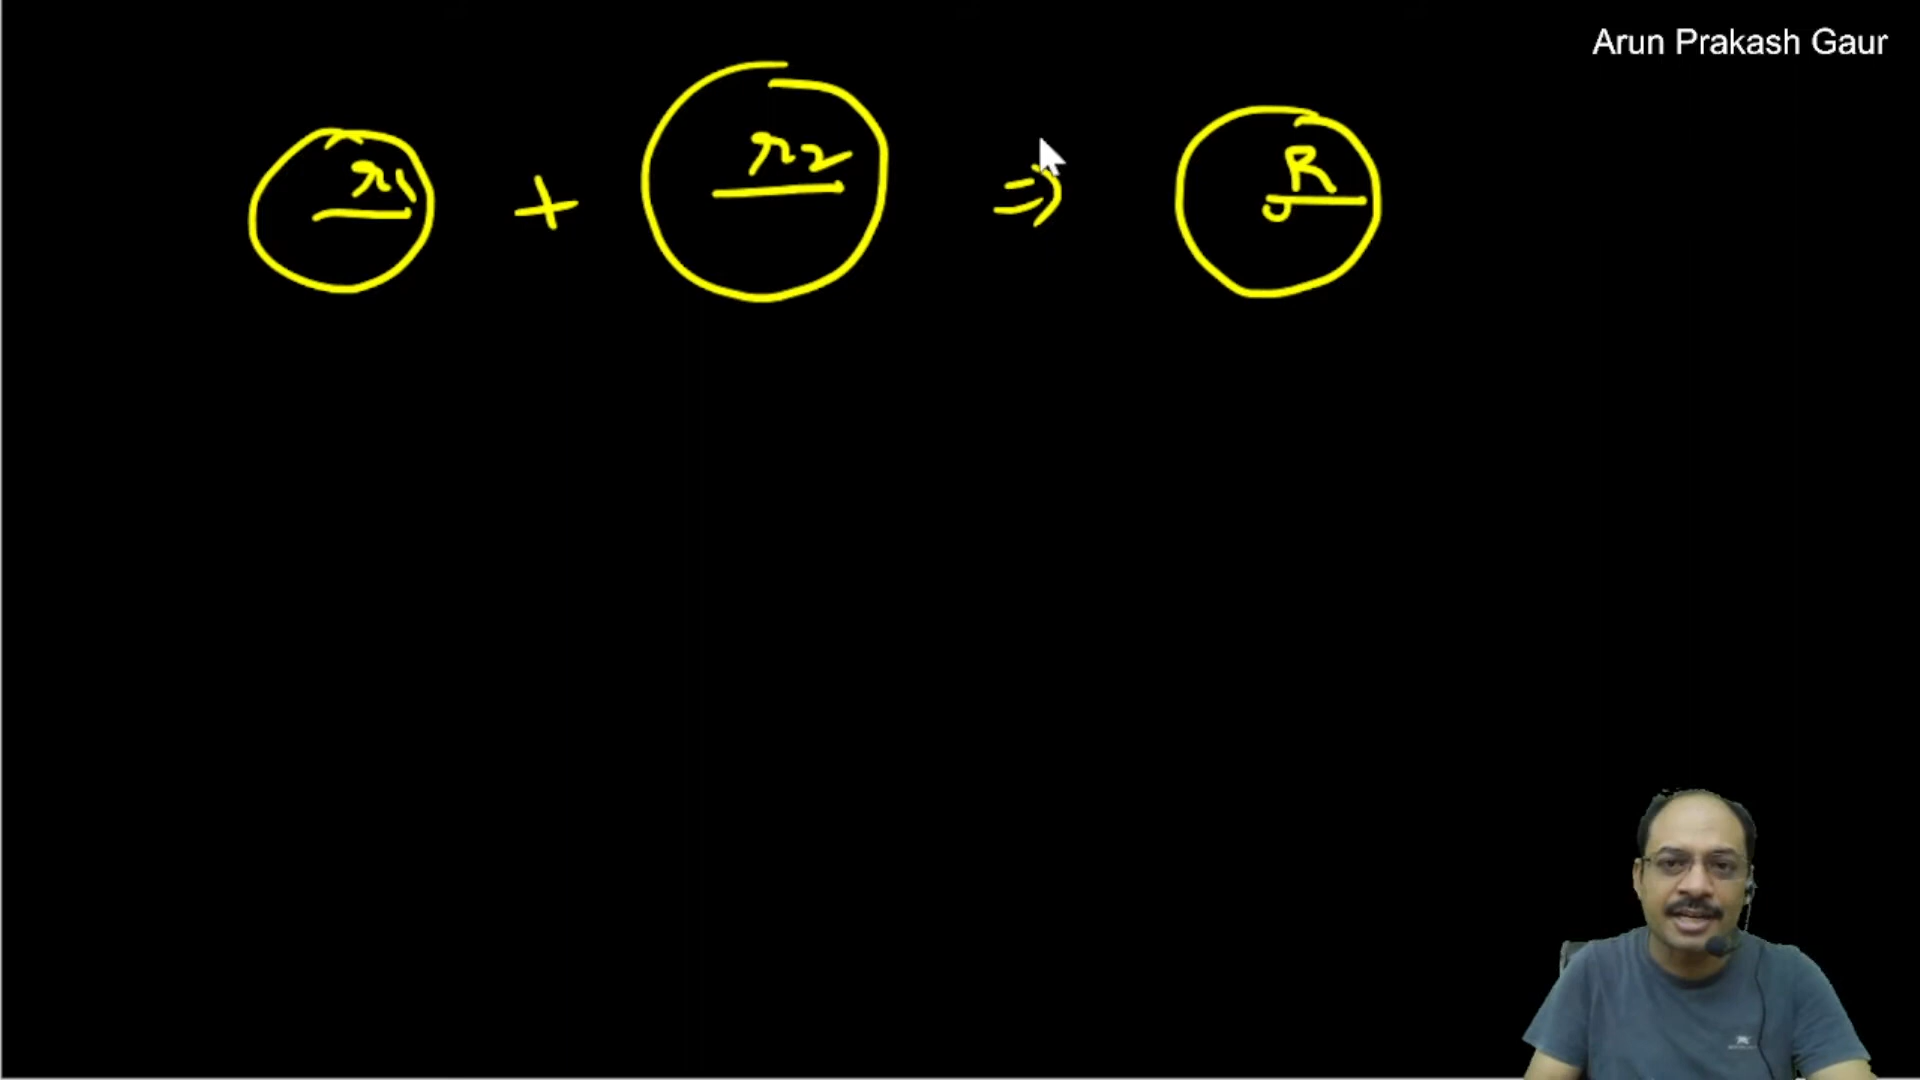 Arun Prakash Gaur
r1 + r2 ⇒ R